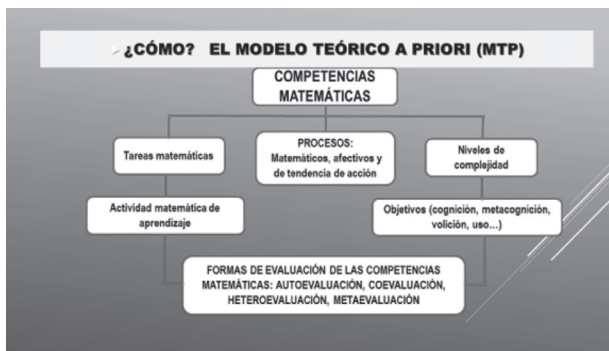 ¿CÓMO? EL MODELO TEÓRICO A PRIORI (MTP)
COMPETENCIAS
MATEMÁTICAS
Tareas matemáticas
PROCESOS:
Matemáticos, afectivos y
de tendencia de acción
Niveles de
complejidad
Actividad matemática de
aprendizaje
Objetivos (cognición, metacognición,
volición, uso...)
FORMAS DE EVALUACIÓN DE LAS COMPETENCIAS
MATEMÀTICAS: AUTOEVALUACIÓN, COEVALUACIÓN,
HETEROEVALUACIÓN, METAEVALUACIÓN